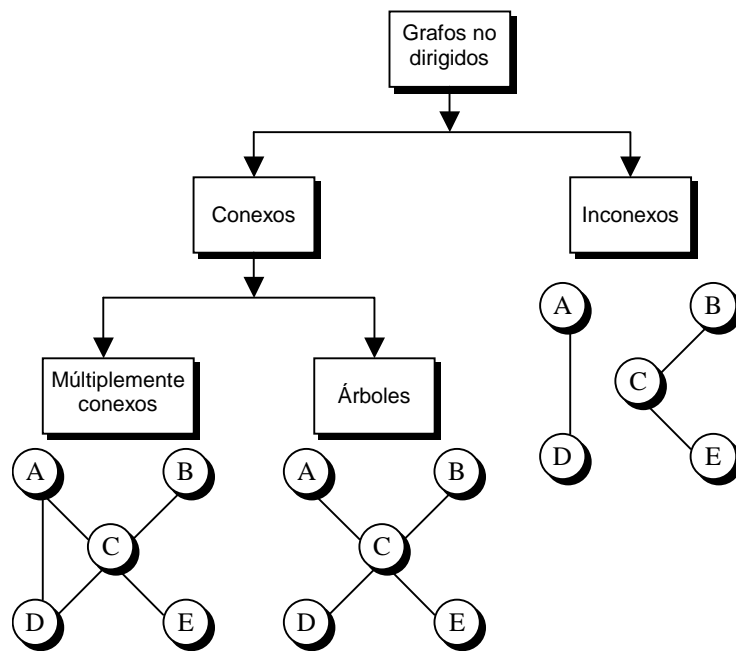 Grafos no
dirigidos
Conexos
Inconexos
Múltiplemente
conexos
Árboles
A
B
C
D
E
A
B
C
D
E
A
B
C
D
E